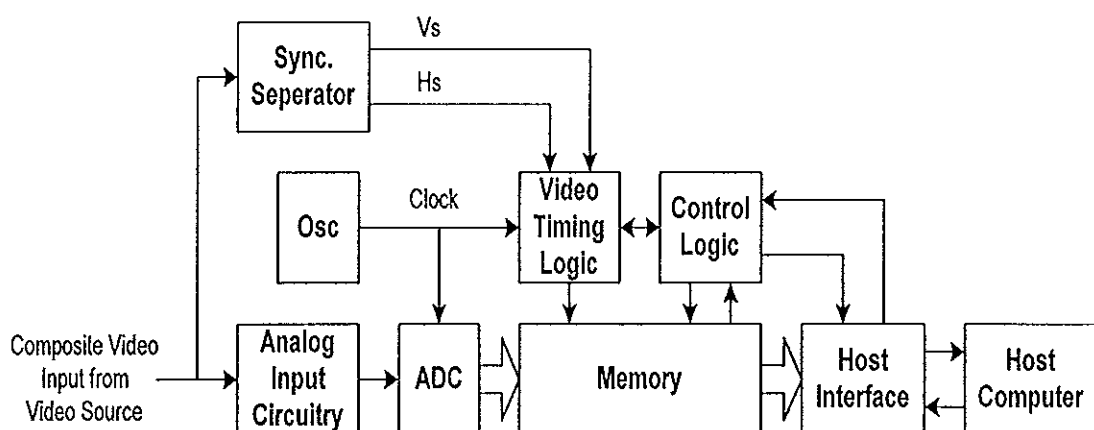 Vs
Sync.
Seperator
Hs
Osc
Clock
Video
Timing
Logic
Control
Logic
Composite Video
Input from
Video Source
Analog
Input
Circuitry
ADC
Memory
Host
Interface
Host
Computer